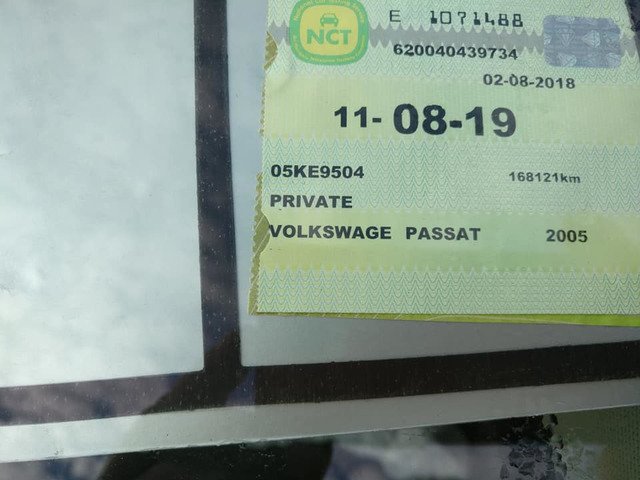 NCT
E 1071488
620040439734
02-08-2018
11- 08-19
05KE9504
168121km
PRIVATE
VOLKSWAGE PASSAT 2005